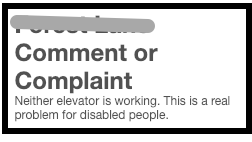 Comment or
Complaint
Neither elevator is working. This is a real
problem for disabled people.